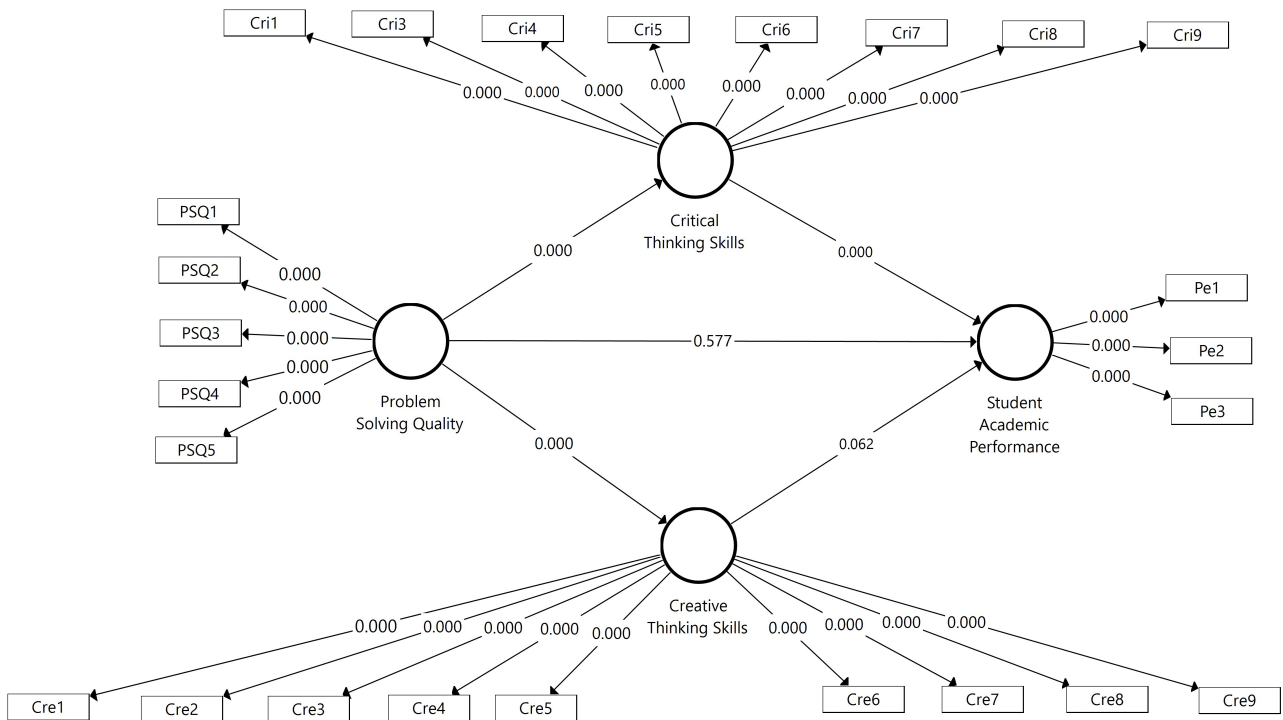 Cri1
Cri3
Cri4
Cri5
Cri6
Cri7
Cri8
Cri9
0.000
0.000
0.000
0.000
0.000
0.000
0.000
0.000
Critical
Thinking Skills
PSQ1
PSQ2
PSQ3
PSQ4
PSQ5
0.000
0.000
0.000
0.000
0.000
Problem
Solving Quality
0.000
0.000
0.577
0.000
0.062
Pe1
Pe2
Pe3
0.000
0.000
0.000
Student
Academic
Performance
Creative
Thinking Skills
0.000
0.000
0.000
0.000
0.000
0.000
0.000
0.000
0.000
Cre1
Cre2
Cre3
Cre4
Cre5
Cre6
Cre7
Cre8
Cre9